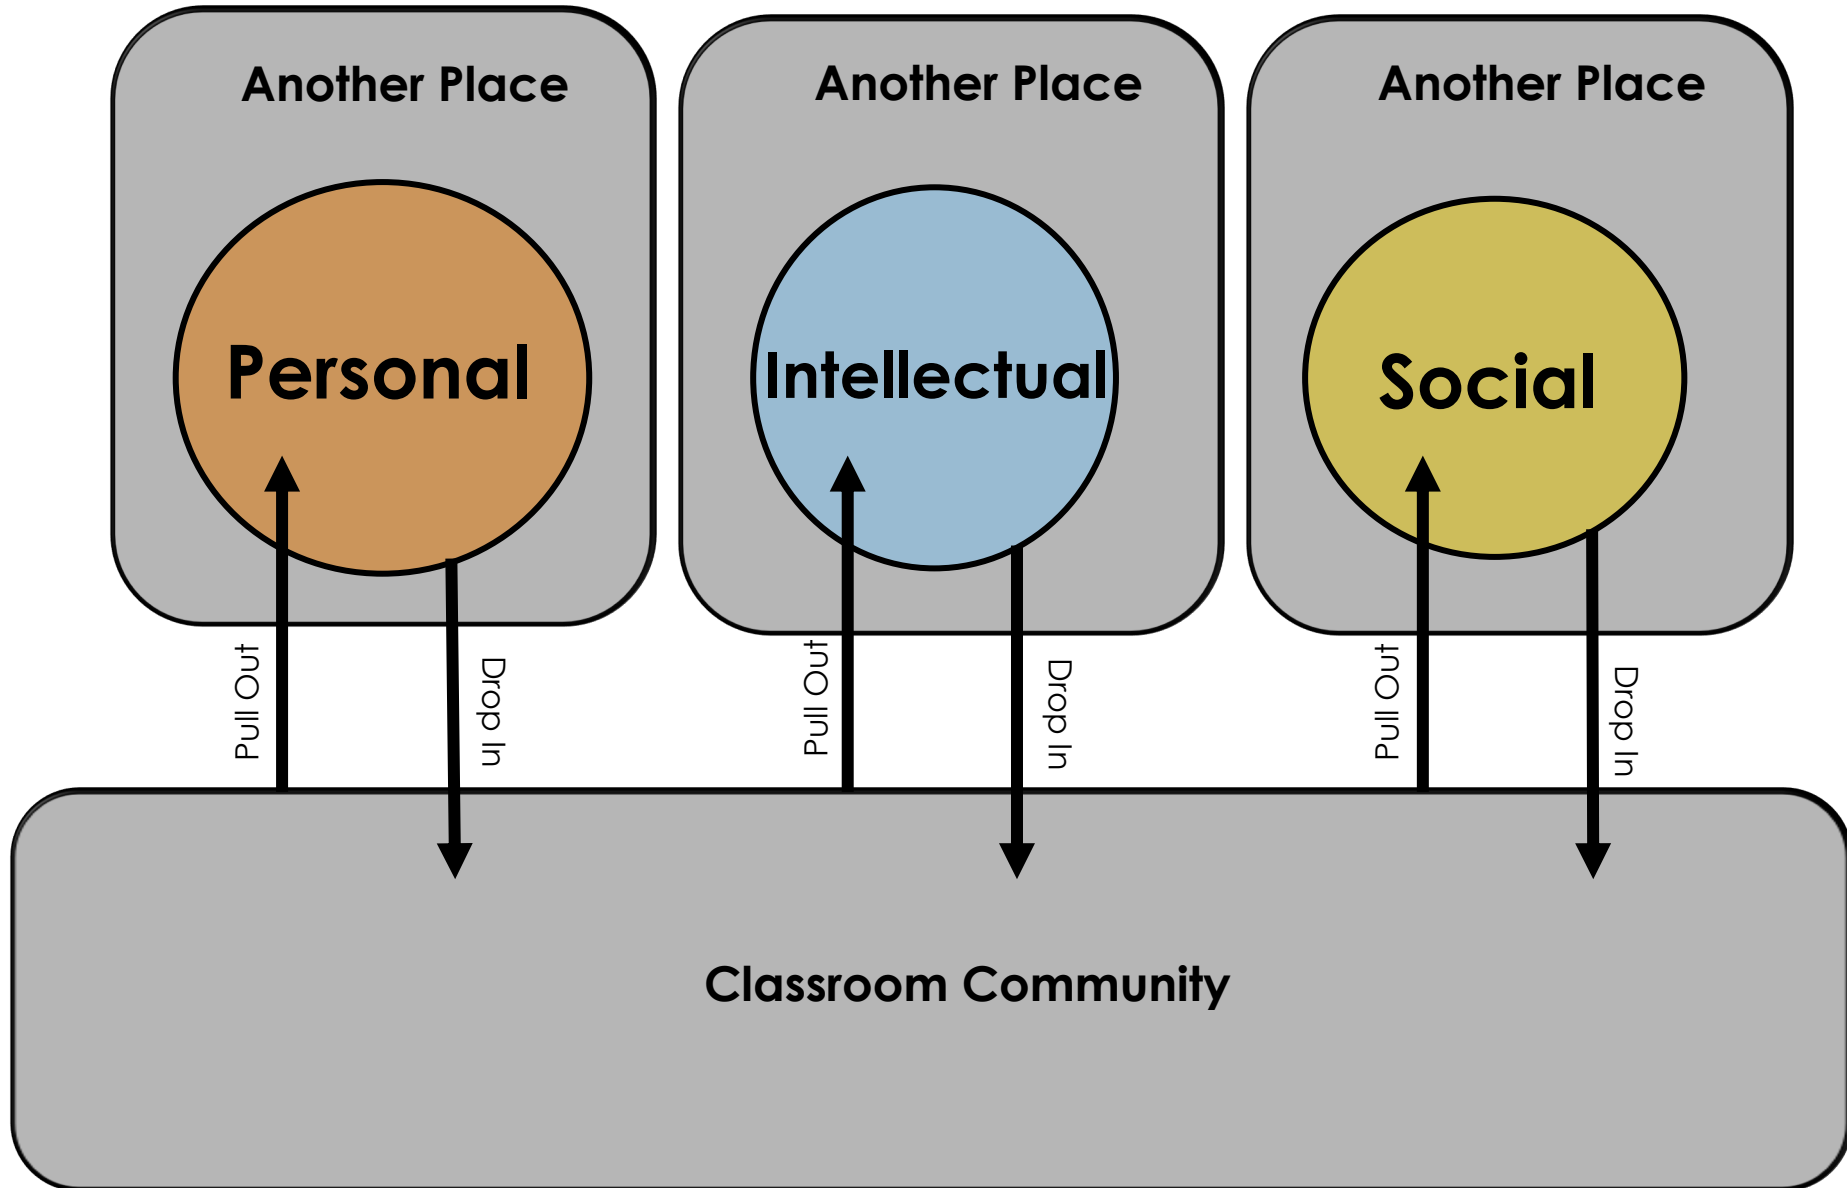 Another Place
Another Place
Another Place
Personal
Intellectual
Social
Pull Out
Drop In
Pull Out
Drop In
Pull Out
Drop In
Classroom Community